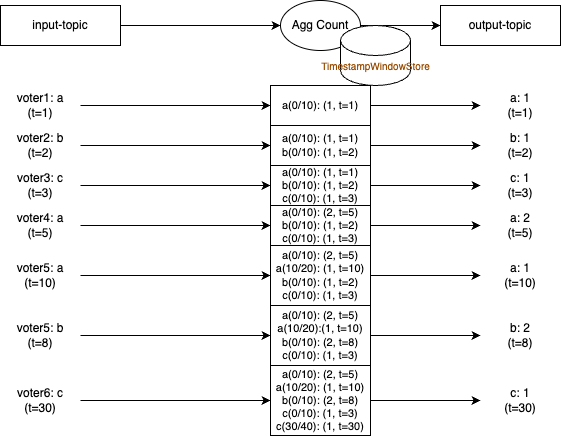 input-topic
Agg Count
output-topic
TimestampWindowStore
voter1: a
(t=1)
a(0/10): (1, t=1)
a: 1
(t=1)
voter2: b
(t=2)
a(0/10): (1, t=1)
b(0/10): (1, t=2)
b: 1
(t=2)
voter3: c
(t=3)
a(0/10): (1, t=1)
b(0/10): (1, t=2)
c(0/10): (1, t=3)
c: 1
(t=3)
voter4: a
(t=5)
a(0/10): (2, t=5)
b(0/10): (1, t=2)
c(0/10): (1, t=3)
a: 2
(t=5)
voter5: a
(t=10)
a(0/10): (2, t=5)
a(10/20): (1, t=10)
b(0/10): (1, t=2)
c(0/10): (1, t=3)
a: 1
(t=10)
voter5: b
(t=8)
a(0/10): (2, t=5)
a(10/20):(1, t=10)
b(0/10): (2, t=8)
c(0/10): (1, t=3)
b: 2
(t=8)
voter6: c
(t=30)
a(0/10): (2, t=5)
a(10/20): (1, t=10)
b(0/10): (2, t=8)
c(0/10): (1, t=3)
c(30/40): (1, t=30)
c: 1
(t=30)